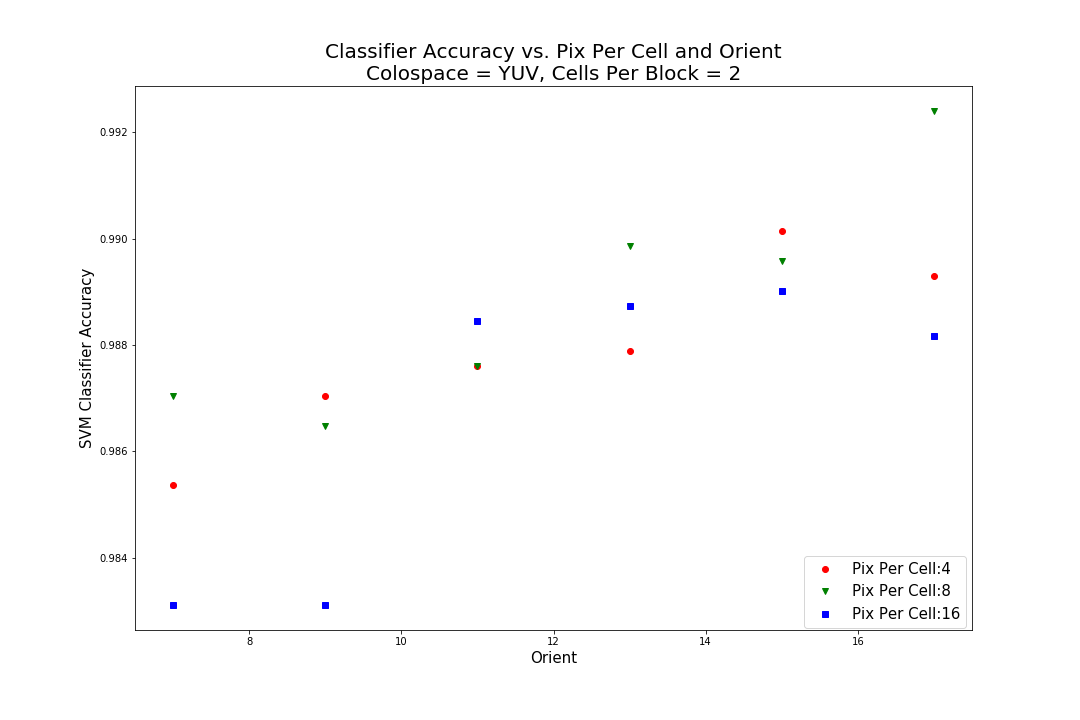 Classifier Accuracy vs. Pix Per Cell and Orient
Colospace = YUV, Cells Per Block = 2
SVM Classifier Accuracy
0.992
0.990
0.988
0.986
0.984
Pix Per Cell:4
Pix Per Cell:8
Pix Per Cell:16
8
10
12
14
16
Orient